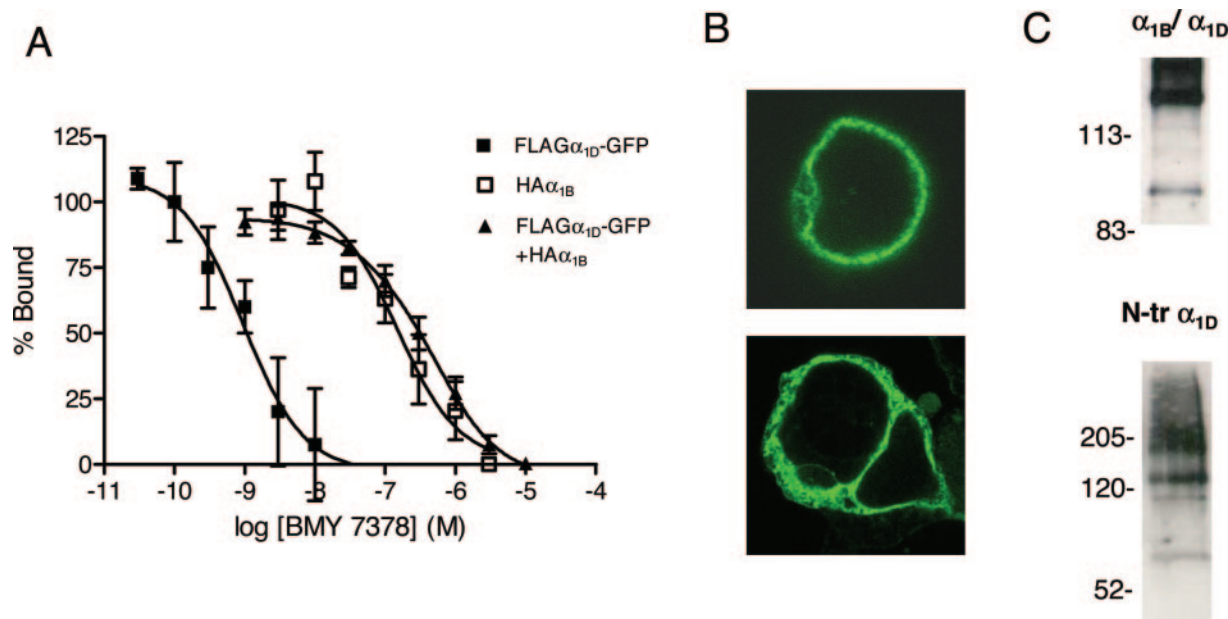 A
125
100
75
50
25
0
% Bound
-11 -10 -9 -8 -7 -6 -5 -4
log [BMY 7378] (M)
FLAGα1D-GFP
HAα1B
FLAGα1D-GFP
+HAα1B
B
C
α1B/ α1D
113-
83-
N-tr α1D
205-
120-
52-